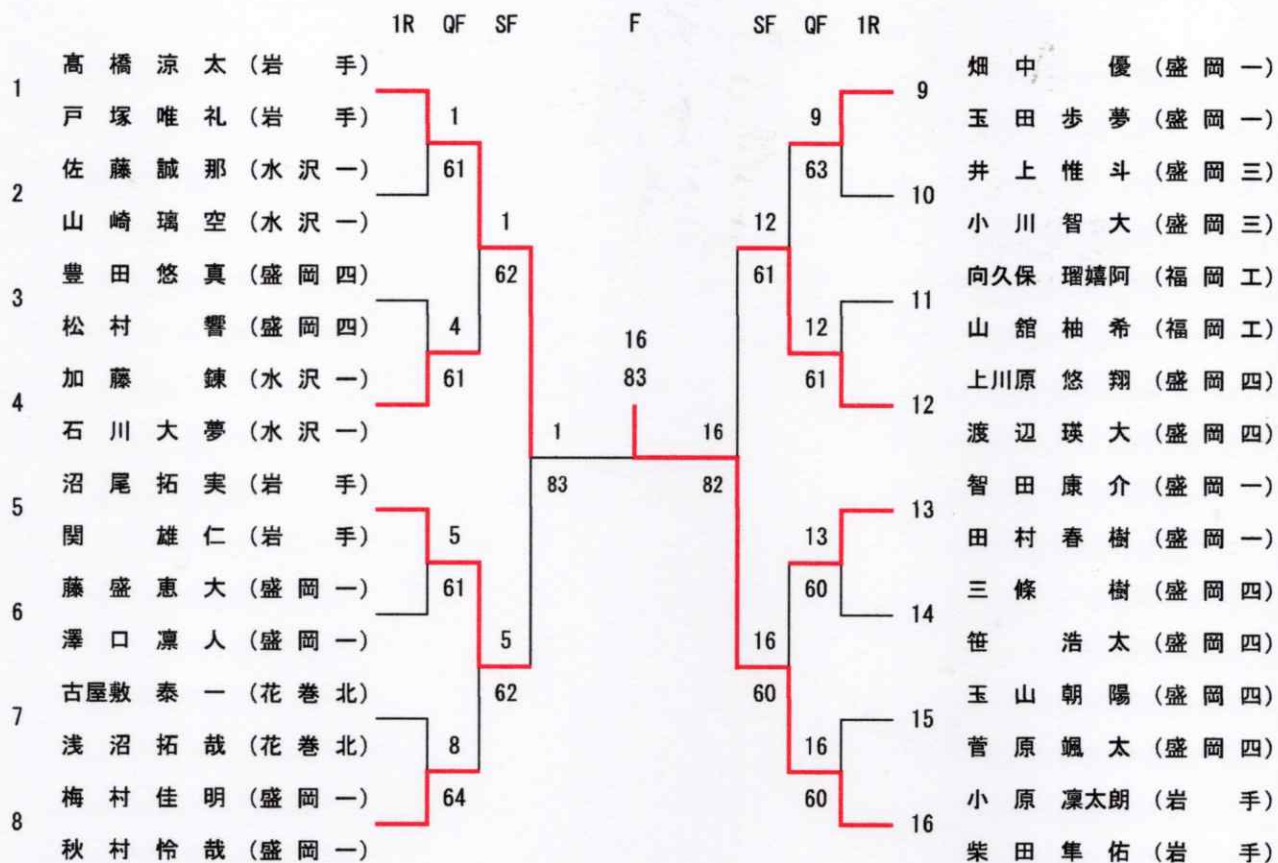 1R QF SF F SF QF 1R
髙橋涼太(岩手)
1
戸塚唯礼(岩手)
佐藤誠那(水沢一)
2
山崎璃空(水沢一)
豊田悠真(盛岡四)
3
松村響(盛岡四)
加藤錬(水沢一)
4
石川大夢(水沢一)
沼尾拓実(岩手)
5
関雄仁(岩手)
藤盛恵大(盛岡一)
6
澤口凛人(盛岡一)
古屋敷泰一(花巻北)
7
浅沼拓哉(花巻北)
梅村佳明(盛岡一)
8
秋村怜哉(盛岡一)
1
61
4
61
5
61
8
64
1
62
5
62
1
83
16
83
16
82
12
61
16
60
9
63
12
61
13
60
16
60
畑中優(盛岡一)
9
玉田歩夢(盛岡一)
井上惟斗(盛岡三)
10
小川智大(盛岡三)
向久保瑠嬉阿(福岡工)
11
山舘柚希(福岡工)
上川原悠翔(盛岡四)
12
渡辺瑛大(盛岡四)
智田康介(盛岡一)
13
田村春樹(盛岡一)
三條樹(盛岡四)
14
笹浩太(盛岡四)
玉山朝陽(盛岡四)
15
菅原颯太(盛岡四)
小原凜太朗(岩手)
16
柴田隼佑(岩手)